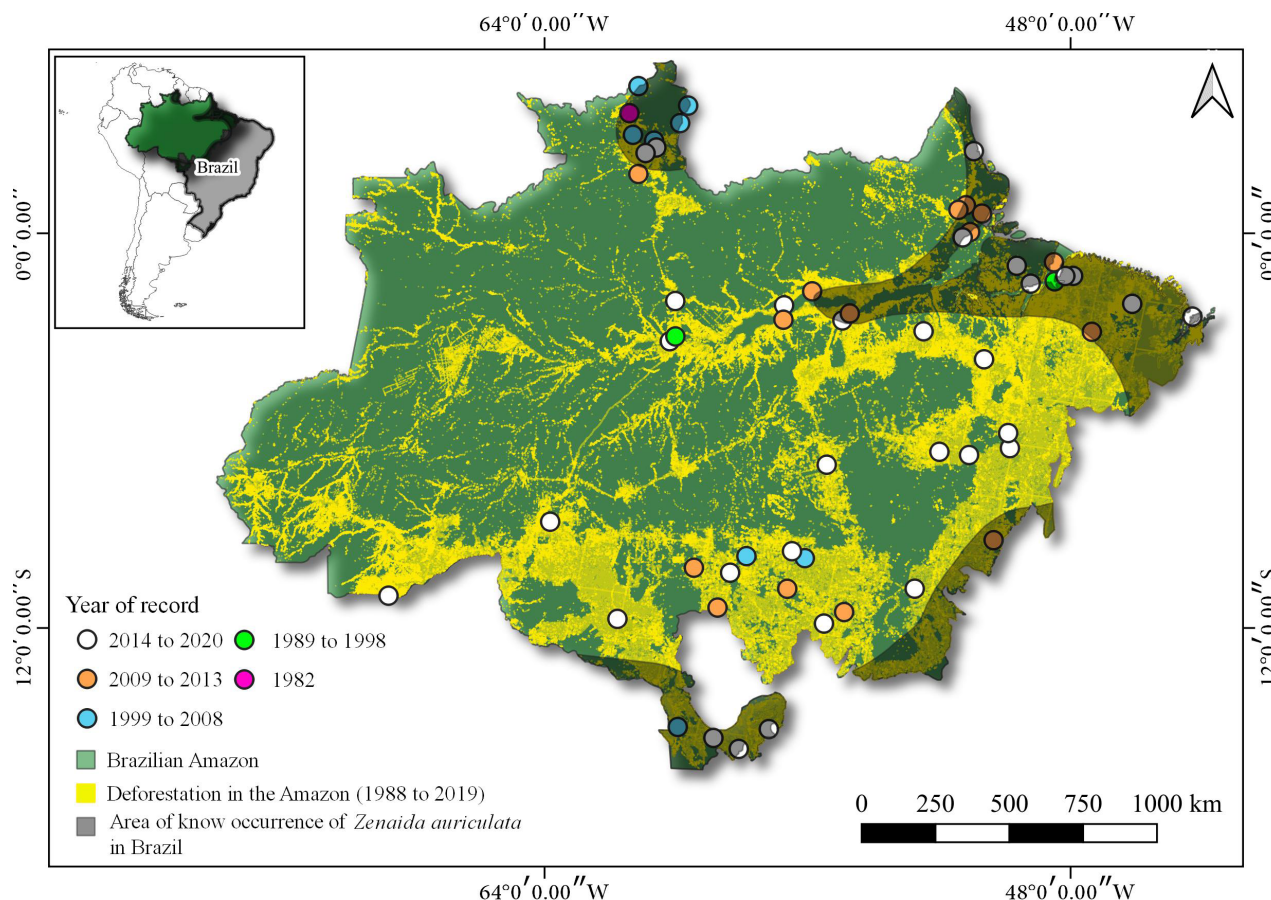 64°0′ 0.00″W 48°0′ 0.00″W
Brazil
0°0′ 0.00″
0°0′ 0.00″
12°0′ 0.00″S
12°0′ 0.00″S
Year of record
2014 to 2020 1989 to 1998
2009 to 2013 1982
1999 to 2008
Brazilian Amazon
Deforestation in the Amazon (1988 to 2019)
Area of know occurrence of Zenaida auriculata
in Brazil
0 250 500 750 1000 km
64°0′ 0.00″W 48°0′ 0.00″W